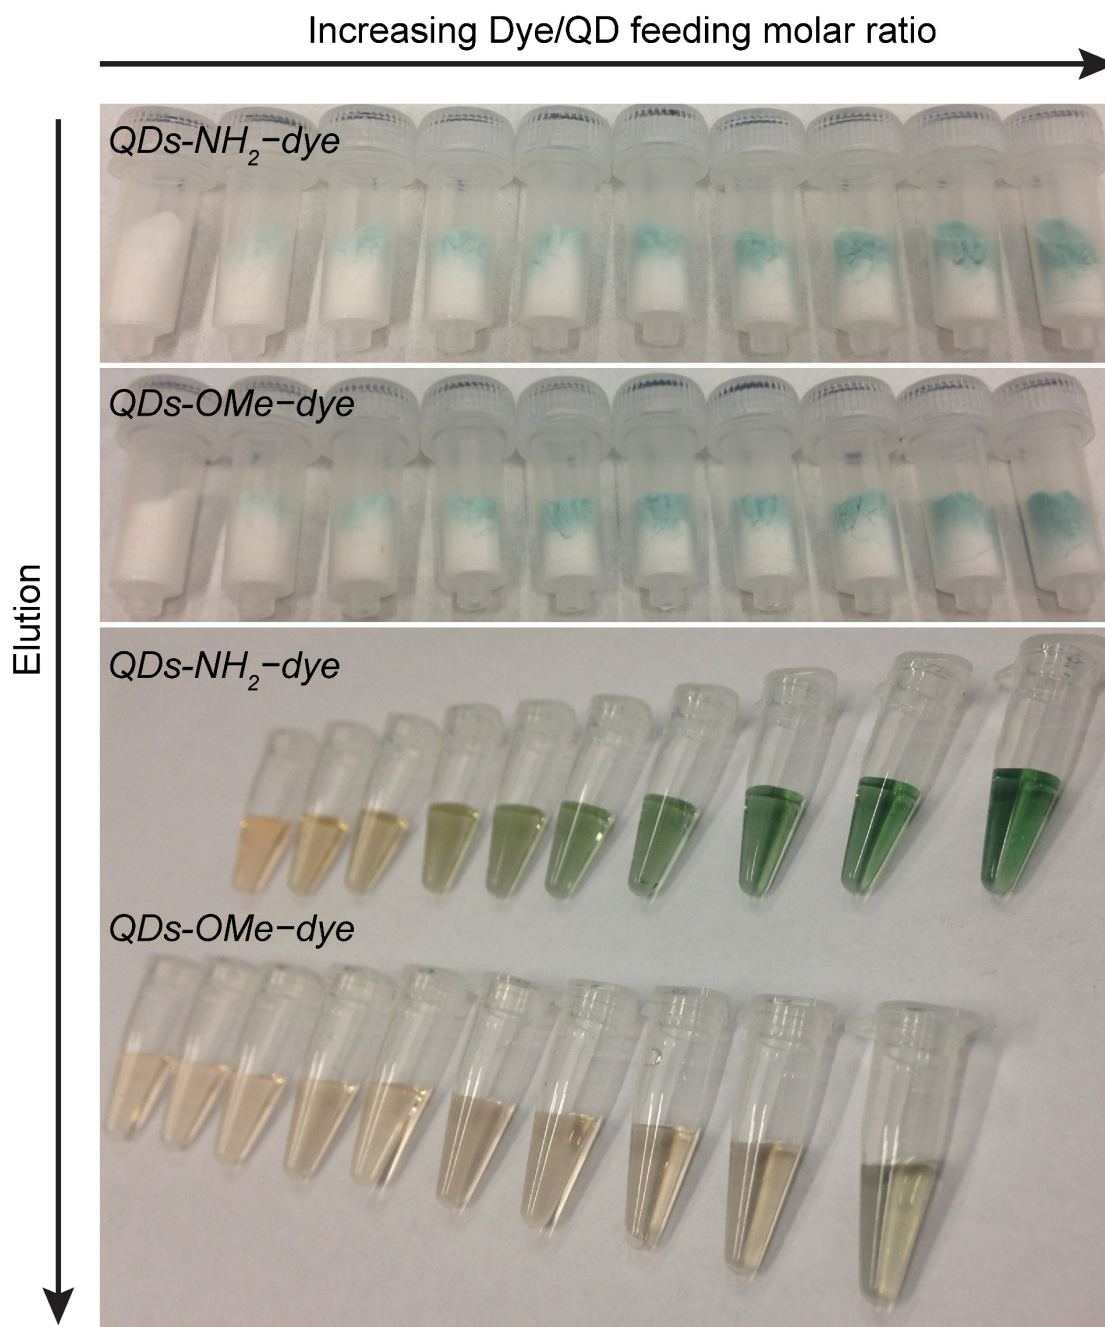 Increasing Dye/QD feeding molar ratio
QDs-NH₂−dye
QDs-OMe−dye
Elution
QDs-NH₂−dye
QDs-OMe−dye